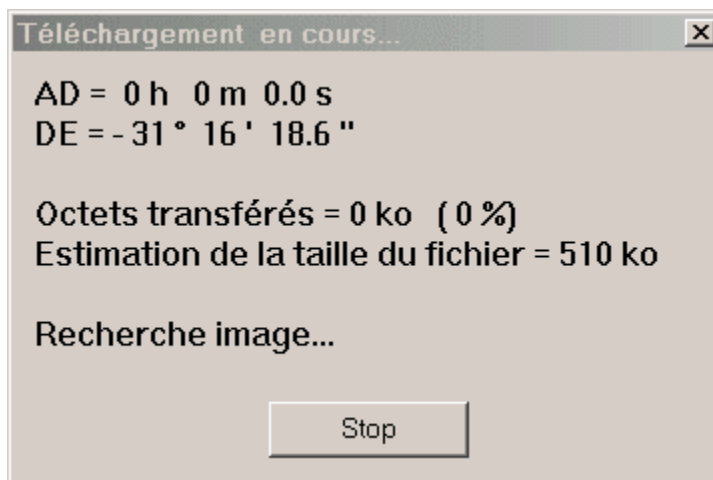 Téléchargement en cours...
AD = 0 h 0 m 0.0 s
DE = - 31 ° 16 ' 18.6 "
Octets transférés = 0 ko ( 0 %)
Estimation de la taille du fichier = 510 ko
Recherche image...
Stop